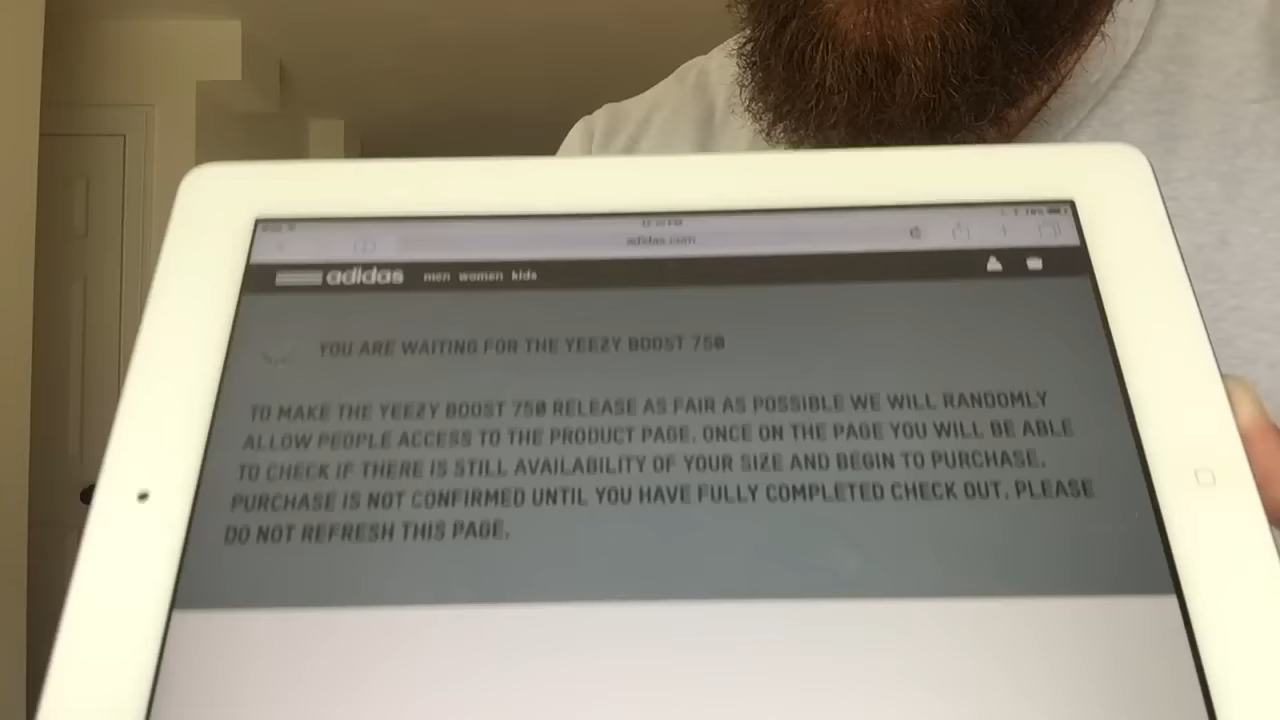 adidas.com
adidas men women kids
YOU ARE WAITING FOR THE YEEZY BOOST 750
TO MAKE THE YEEZY BOOST 750 RELEASE AS FAIR AS POSSIBLE WE WILL RANDOMLY
ALLOW PEOPLE ACCESS TO THE PRODUCT PAGE. ONCE ON THE PAGE YOU WILL BE ABLE
TO CHECK IF THERE IS STILL AVAILABILITY OF YOUR SIZE AND BEGIN TO PURCHASE.
PURCHASE IS NOT CONFIRMED UNTIL YOU HAVE FULLY COMPLETED CHECK OUT. PLEASE
DO NOT REFRESH THIS PAGE.